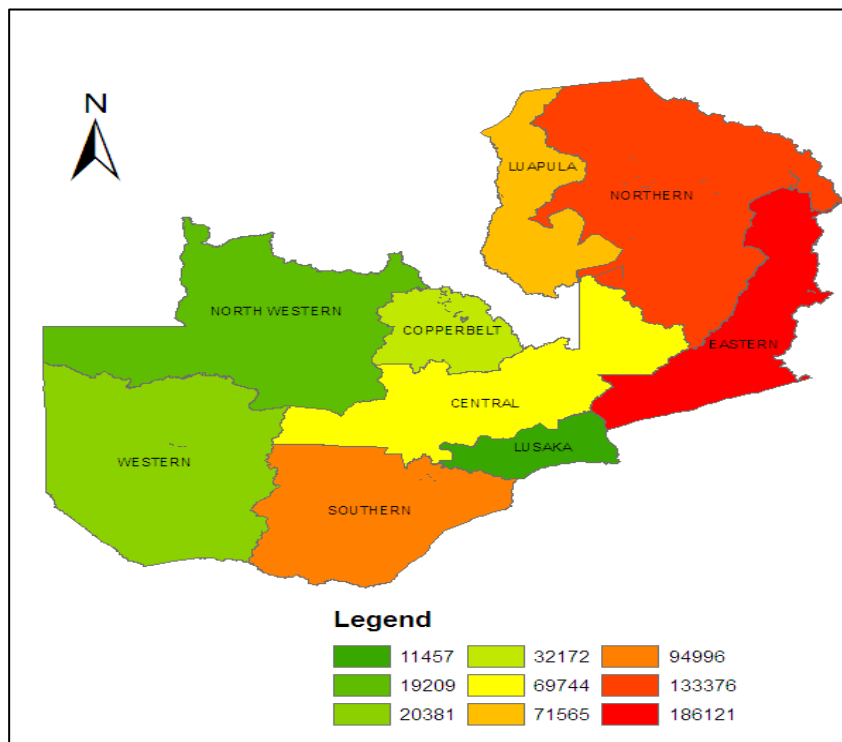 N
LUAPULA
NORTHERN
NORTH WESTERN
COPPERBELT
EASTERN
CENTRAL
LUSAKA
WESTERN
SOUTHERN
Legend
11457 32172 94996
19209 69744 133376
20381 71565 186121